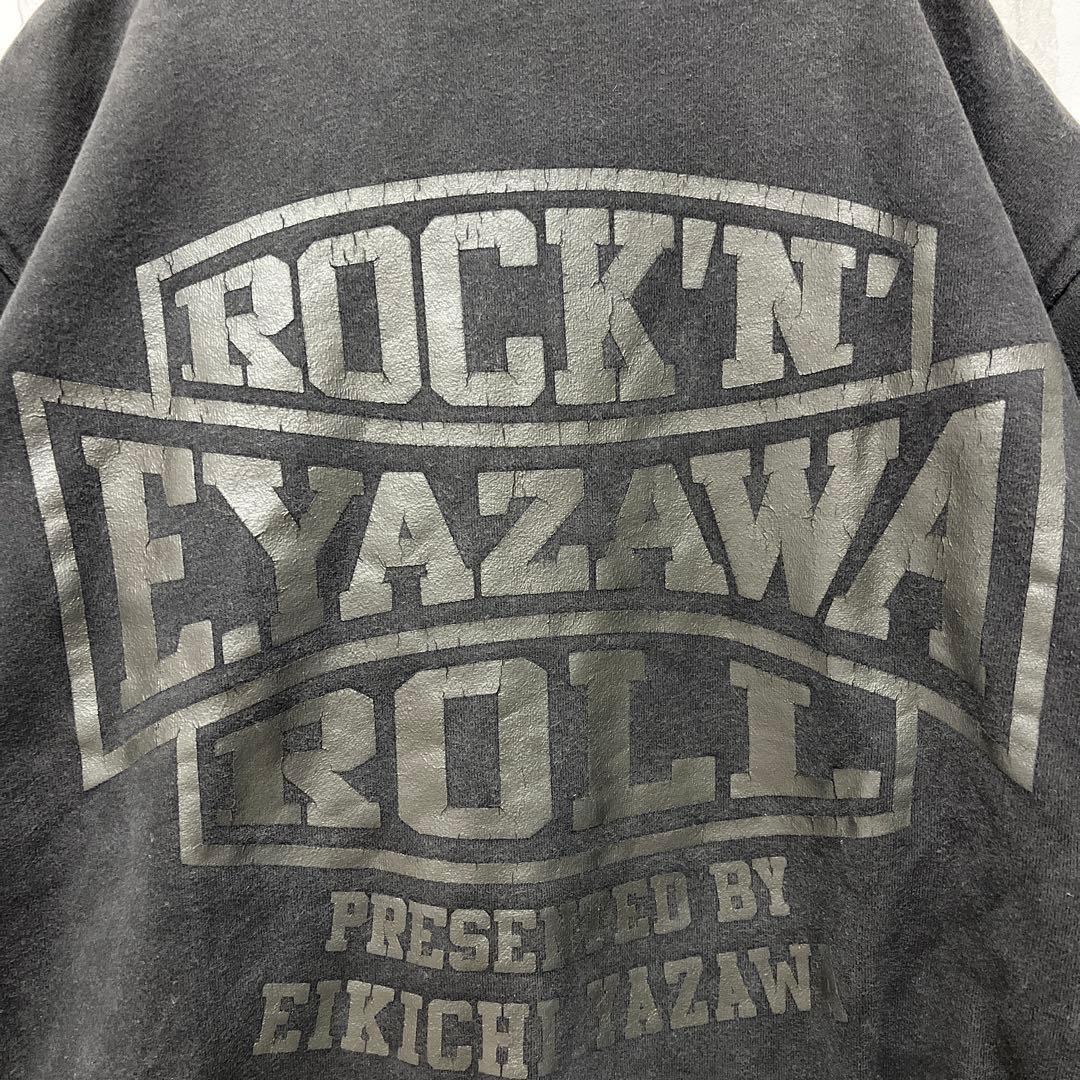 ROCK'N'
E.YAZAWA
ROLL
PRESENTED BY
EIKICHI YAZAWA